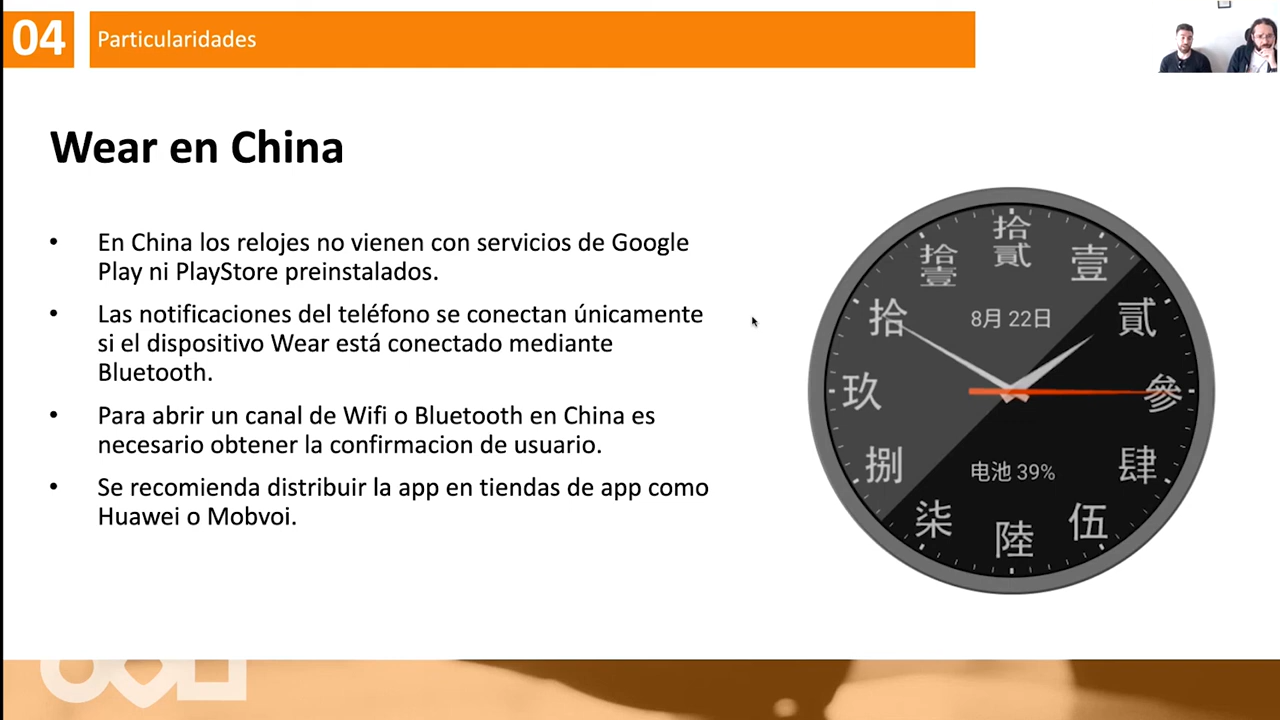 04
Particularidades
Wear en China
• En China los relojes no vienen con servicios de Google
Play ni PlayStore preinstalados.
• Las notificaciones del teléfono se conectan únicamente
si el dispositivo Wear está conectado mediante
Bluetooth.
• Para abrir un canal de Wifi o Bluetooth en China es
necesario obtener la confirmacion de usuario.
• Se recomienda distribuir la app en tiendas de app como
Huawei o Mobvoi.
拾貳
壹
貳
參
肆
伍
陸
柒
捌
玖
拾
拾壹
8月 22日
电池 39%